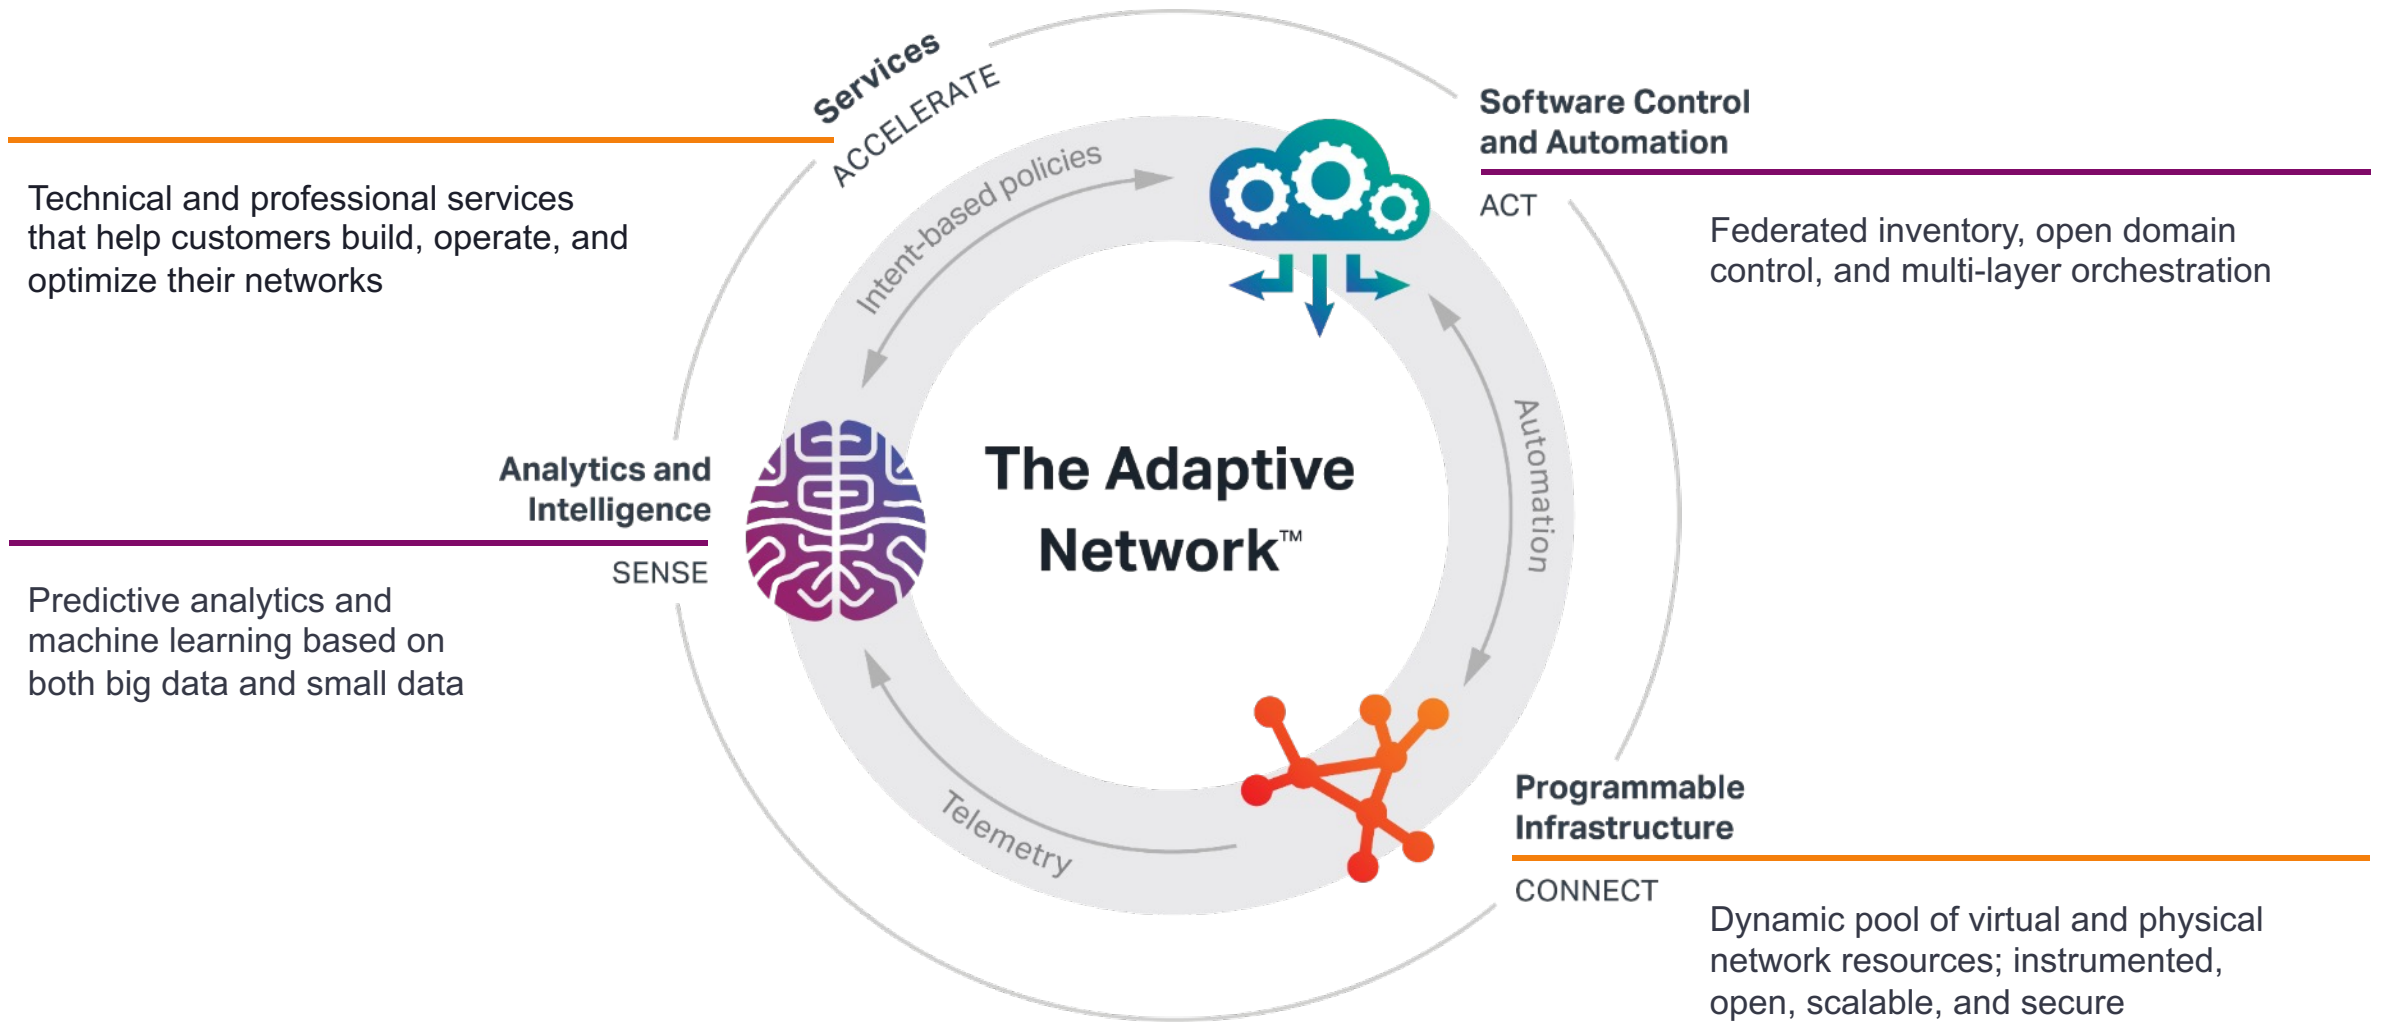 Services
ACCELERATE
Technical and professional services
that help customers build, operate, and
optimize their networks
Software Control
and Automation
ACT
Federated inventory, open domain
control, and multi-layer orchestration
Intent-based policies
Automation
Telemetry
The Adaptive
Network™
Analytics and
Intelligence
SENSE
Predictive analytics and
machine learning based on
both big data and small data
Programmable
Infrastructure
CONNECT
Dynamic pool of virtual and physical
network resources; instrumented,
open, scalable, and secure